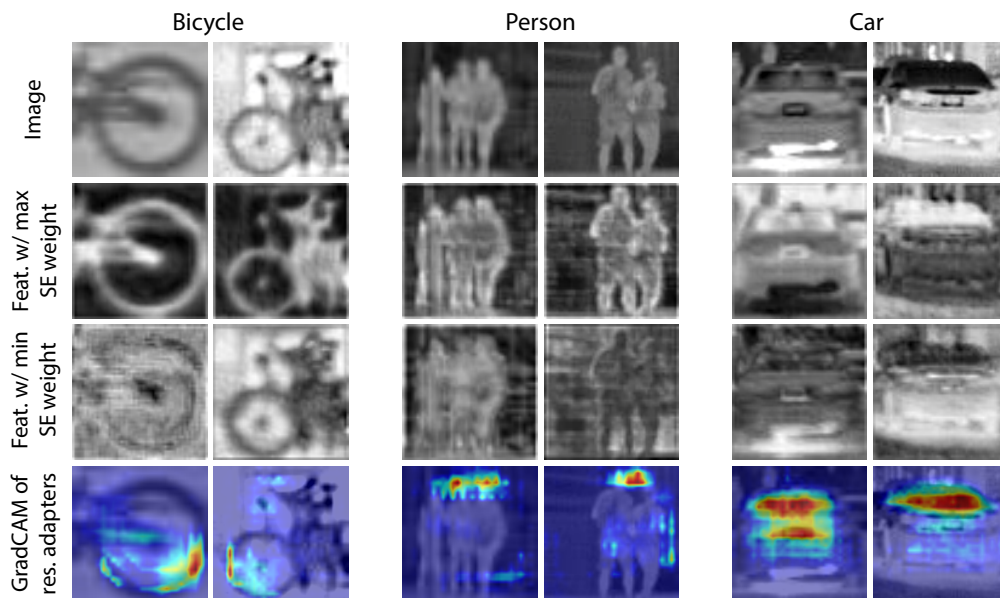 Bicycle
Person
Car
Image
Feat. w/ max
SE weight
Feat. w/ min
SE weight
GradCAM of
res. adapters